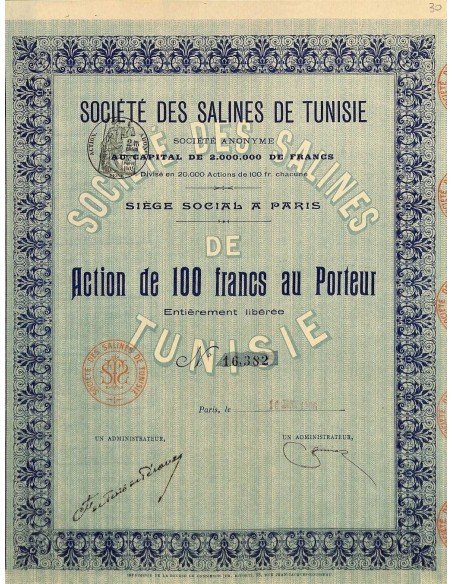 30
SOCIÉTÉ DES SALINES DE TUNISIE
SOCIÉTÉ ANONYME
AU CAPITAL DE 2.000.000 DE FRANCS
Divisé en 20.000 Actions de 100 fr. chacune
SIÈGE SOCIAL A PARIS
SOCIÉTÉ DES SALINES
DE
TUNISIE
Action de 100 francs au Porteur
Entièrement libérée
No 16,382
SOCIÉTÉ DES SALINES DE TUNISIE
Paris, le
UN ADMINISTRATEUR,
UN ADMINISTRATEUR,